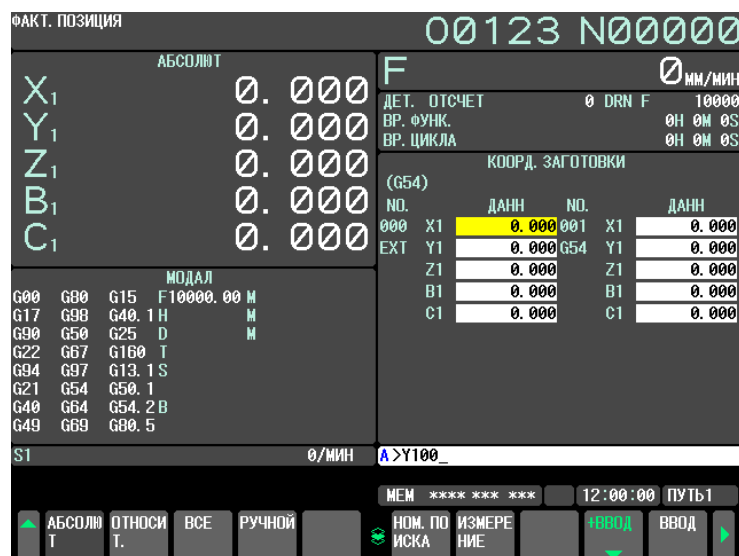 ФАКТ. ПОЗИЦИЯ O0123 N00000
АБСОЛЮТ
X1 0.000
Y1 0.000
Z1 0.000
B1 0.000
C1 0.000
F 0 ММ/МИН
ДЕТ. ОТСЧЕТ 0 DRN F 10000
ВР. ФУНК. 0H 0M 0S
ВР. ЦИКЛА 0H 0M 0S
КООРД. ЗАГОТОВКИ
(G54)
NO. ДАНН NO. ДАНН
000 X1 0.000 001 X1 0.000
EXT Y1 0.000 G54 Y1 0.000
Z1 0.000 Z1 0.000
B1 0.000 B1 0.000
C1 0.000 C1 0.000
МОДАЛ
G00 G80 G15 F10000.00 M
G17 G98 G40.1 H M
G90 G50 G25 D M
G22 G67 G160 T
G94 G97 G13.1 S
G21 G54 G50.1
G40 G64 G54.2 B
G49 G69 G80.5
S1 0/МИН
A >Y100_
MEM **** *** *** 12:00:00 ПУТЬ1
АБСОЛЮ ОТНОСИ ВСЕ РУЧНОЙ НОМ. ПО ИЗМЕРЕ +ВВОД ВВОД
Т Т. ИСКА НИЕ